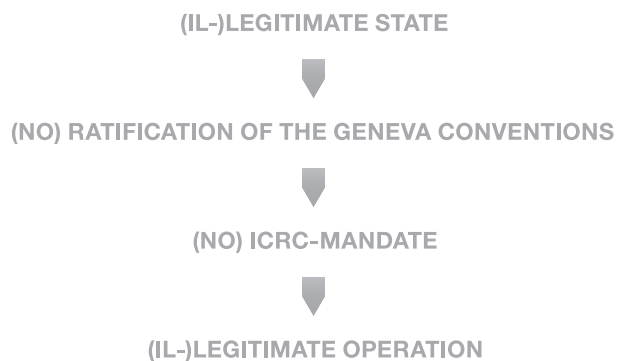 (IL-)LEGITIMATE STATE
(NO) RATIFICATION OF THE GENEVA CONVENTIONS
(NO) ICRC-MANDATE
(IL-)LEGITIMATE OPERATION